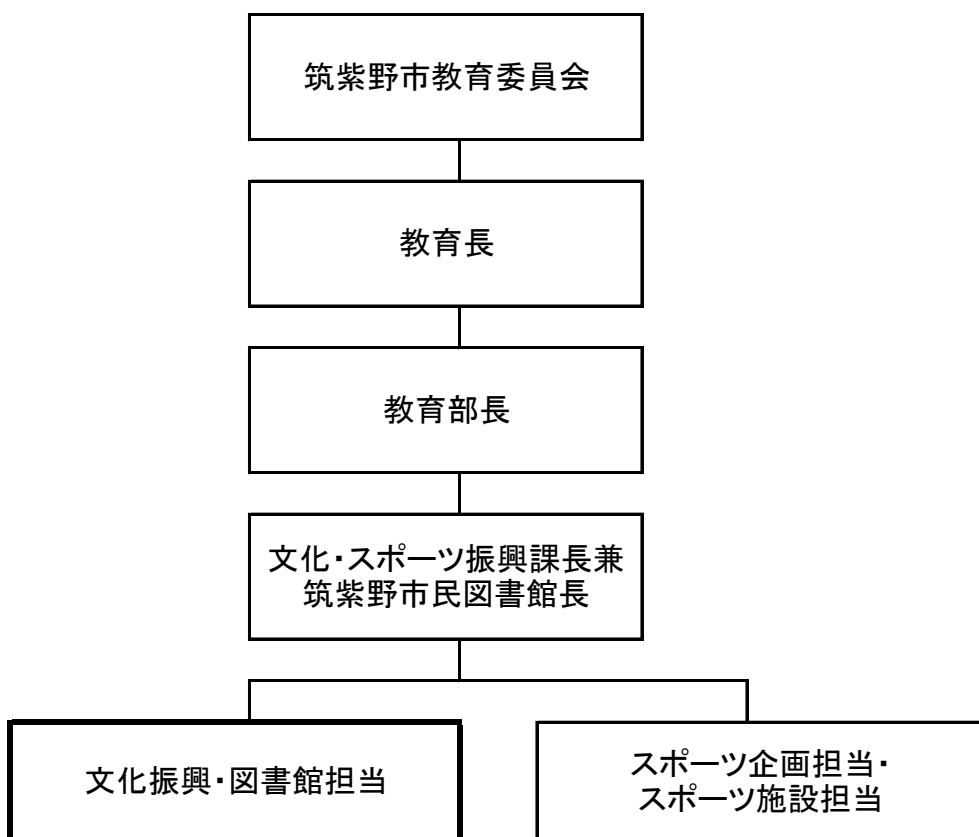 筑紫野市教育委員会
教育長
教育部長
文化・スポーツ振興課長兼
筑紫野市民図書館長
文化振興・図書館担当
スポーツ企画担当・
スポーツ施設担当